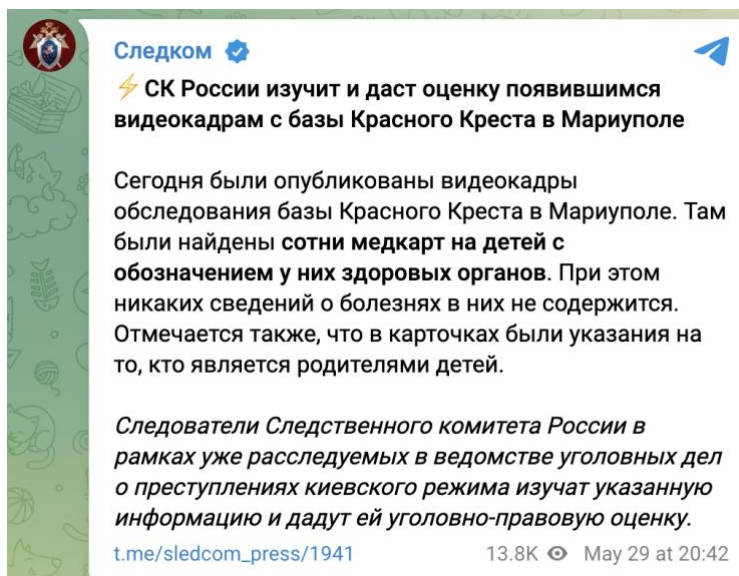 Следком
⚡ СК России изучит и даст оценку появившимся
видеокадрам с базы Красного Креста в Мариуполе
Сегодня были опубликованы видеокадры
обследования базы Красного Креста в Мариуполе. Там
были найдены сотни медкарт на детей с
обозначением у них здоровых органов. При этом
никаких сведений о болезнях в них не содержится.
Отмечается также, что в карточках были указания на
то, кто является родителями детей.
Следователи Следственного комитета России в
рамках уже расследуемых в ведомстве уголовных дел
о преступлениях киевского режима изучат указанную
информацию и дадут ей уголовно-правовую оценку.
t.me/sledcom_press/1941 13.8K May 29 at 20:42